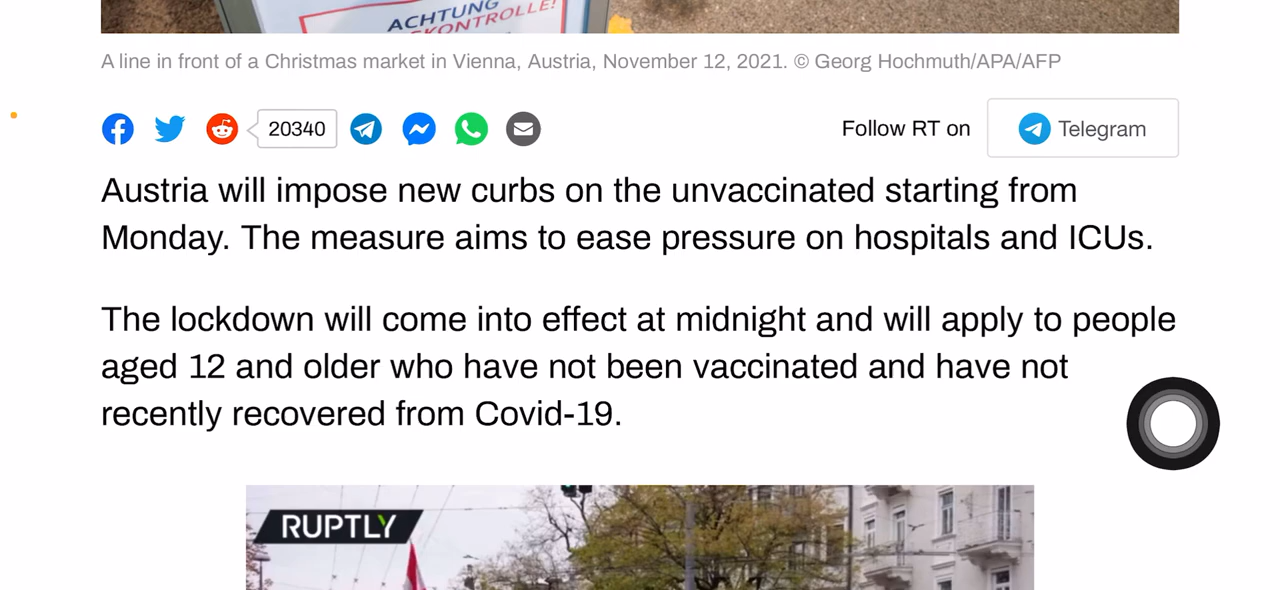 ACHTUNG
KONTROLLE!
A line in front of a Christmas market in Vienna, Austria, November 12, 2021. © Georg Hochmuth/APA/AFP
20340
Follow RT on
Telegram
Austria will impose new curbs on the unvaccinated starting from
Monday. The measure aims to ease pressure on hospitals and ICUs.
The lockdown will come into effect at midnight and will apply to people
aged 12 and older who have not been vaccinated and have not
recently recovered from Covid-19.
RUPTLY